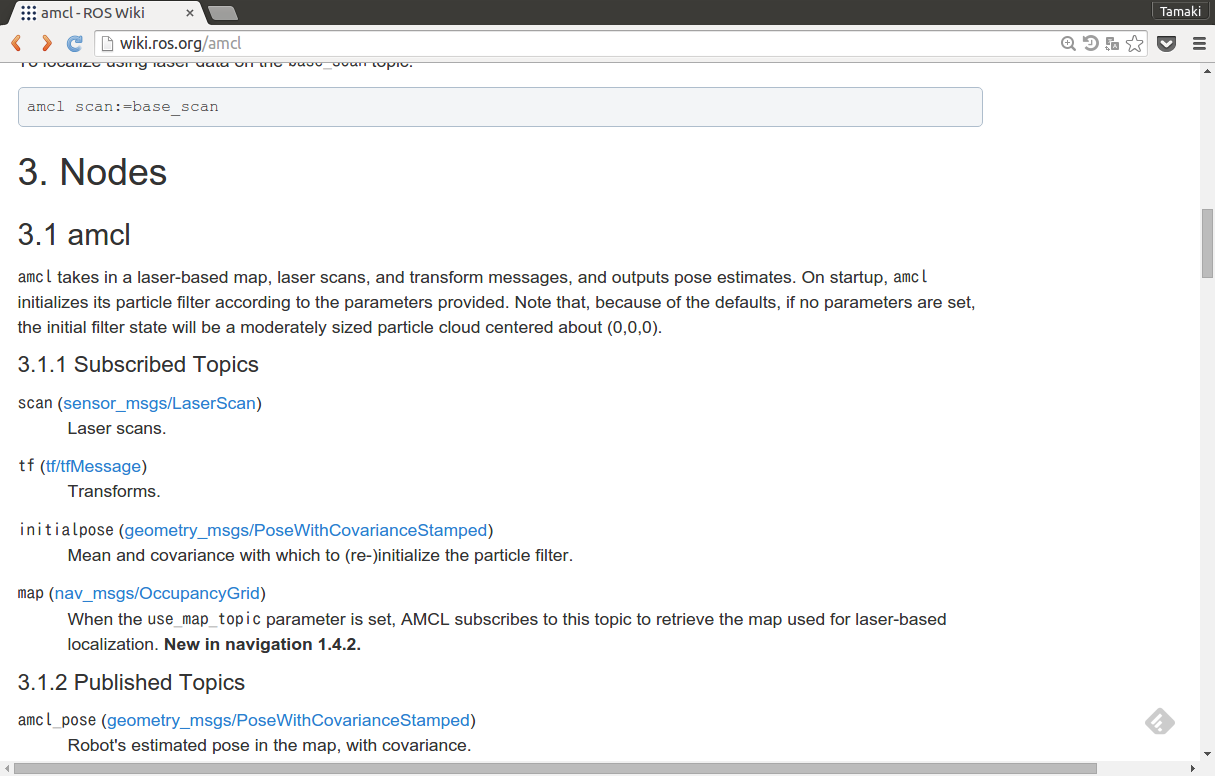 amcl - ROS Wiki
Tamaki
wiki.ros.org/amcl
To localize using laser data on the base_scan topic:
amcl scan:=base_scan
3. Nodes
3.1 amcl
amcl takes in a laser-based map, laser scans, and transform messages, and outputs pose estimates. On startup, amcl
initializes its particle filter according to the parameters provided. Note that, because of the defaults, if no parameters are set,
the initial filter state will be a moderately sized particle cloud centered about (0,0,0).
3.1.1 Subscribed Topics
scan (sensor_msgs/LaserScan)
Laser scans.
tf (tf/tfMessage)
Transforms.
initialpose (geometry_msgs/PoseWithCovarianceStamped)
Mean and covariance with which to (re-)initialize the particle filter.
map (nav_msgs/OccupancyGrid)
When the use_map_topic parameter is set, AMCL subscribes to this topic to retrieve the map used for laser-based
localization. New in navigation 1.4.2.
3.1.2 Published Topics
amcl_pose (geometry_msgs/PoseWithCovarianceStamped)
Robot's estimated pose in the map, with covariance.